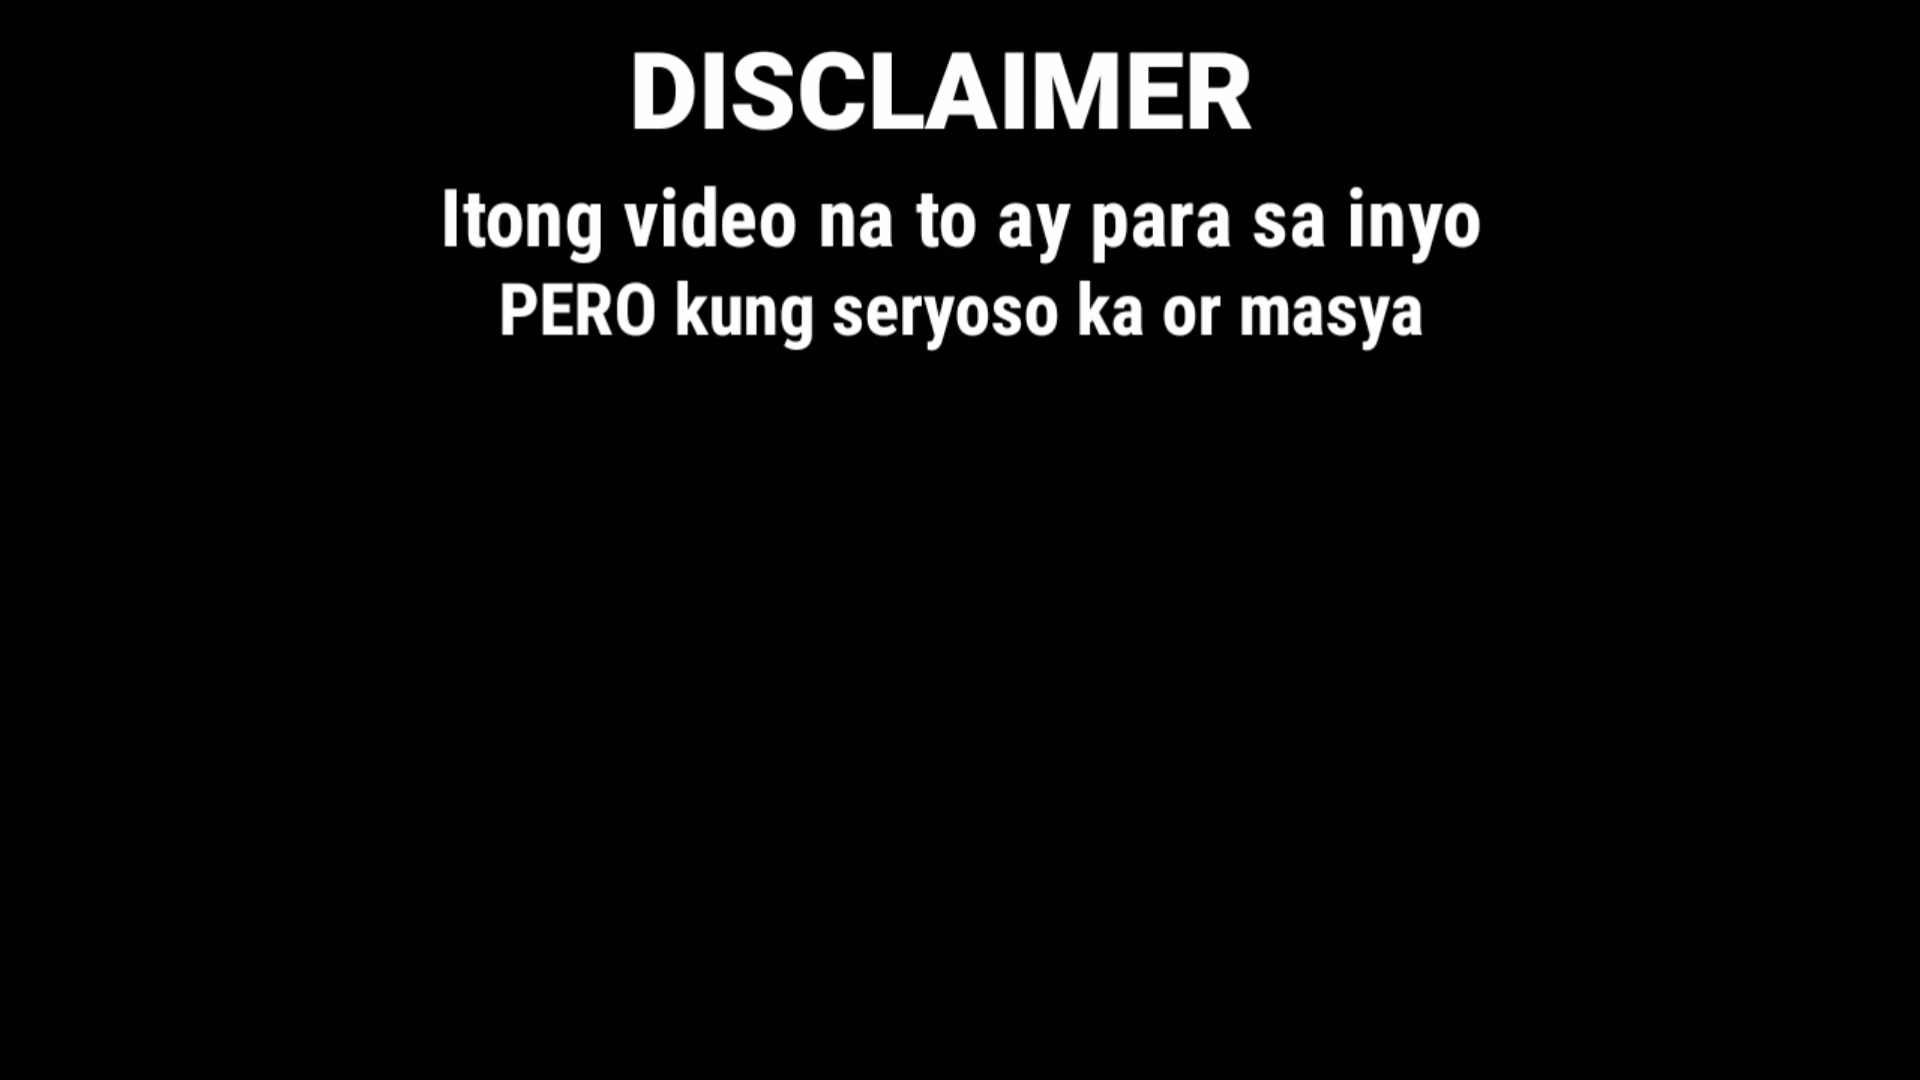 DISCLAIMER
Itong video na to ay para sa inyo
PERO kung seryoso ka or masya